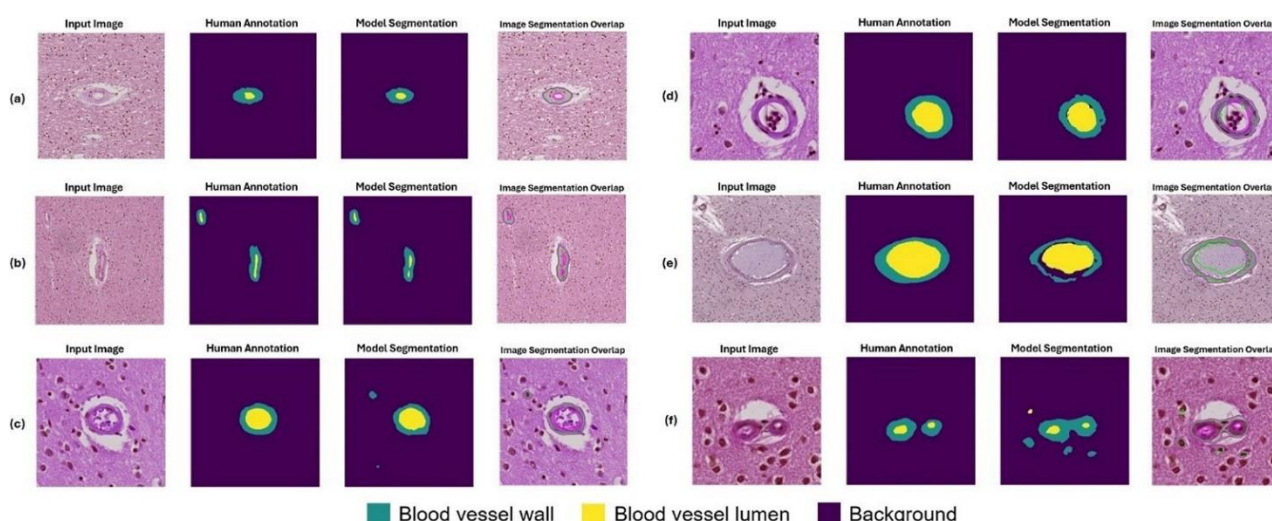 Input Image Human Annotation Model Segmentation Image Segmentation Overlap
(a)
Input Image Human Annotation Model Segmentation Image Segmentation Overlap
(b)
Input Image Human Annotation Model Segmentation Image Segmentation Overlap
(c)
Input Image Human Annotation Model Segmentation Image Segmentation Overlap
(d)
Input Image Human Annotation Model Segmentation Image Segmentation Overlap
(e)
Input Image Human Annotation Model Segmentation Image Segmentation Overlap
(f)
Blood vessel wall Blood vessel lumen Background